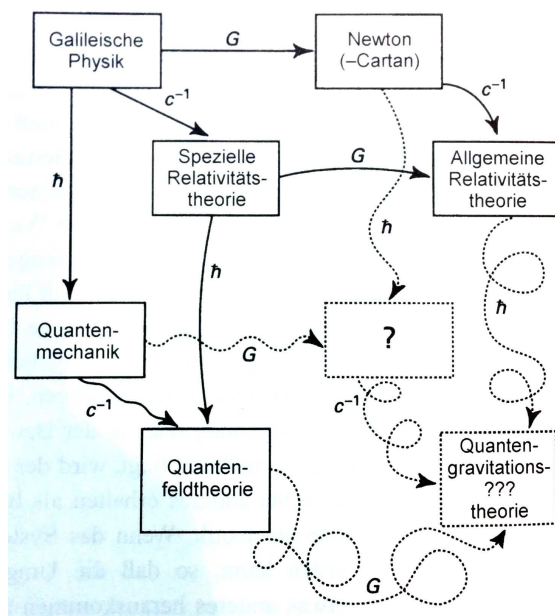 Galileische
Physik
G
Newton
(–Cartan)
c⁻¹
c⁻¹
ħ
Spezielle
Relativitäts-
theorie
G
Allgemeine
Relativitäts-
theorie
ħ
ħ
ħ
Quanten-
mechanik
G
?
c⁻¹
c⁻¹
Quanten-
feldtheorie
Quanten-
gravitations-
???
theorie
G